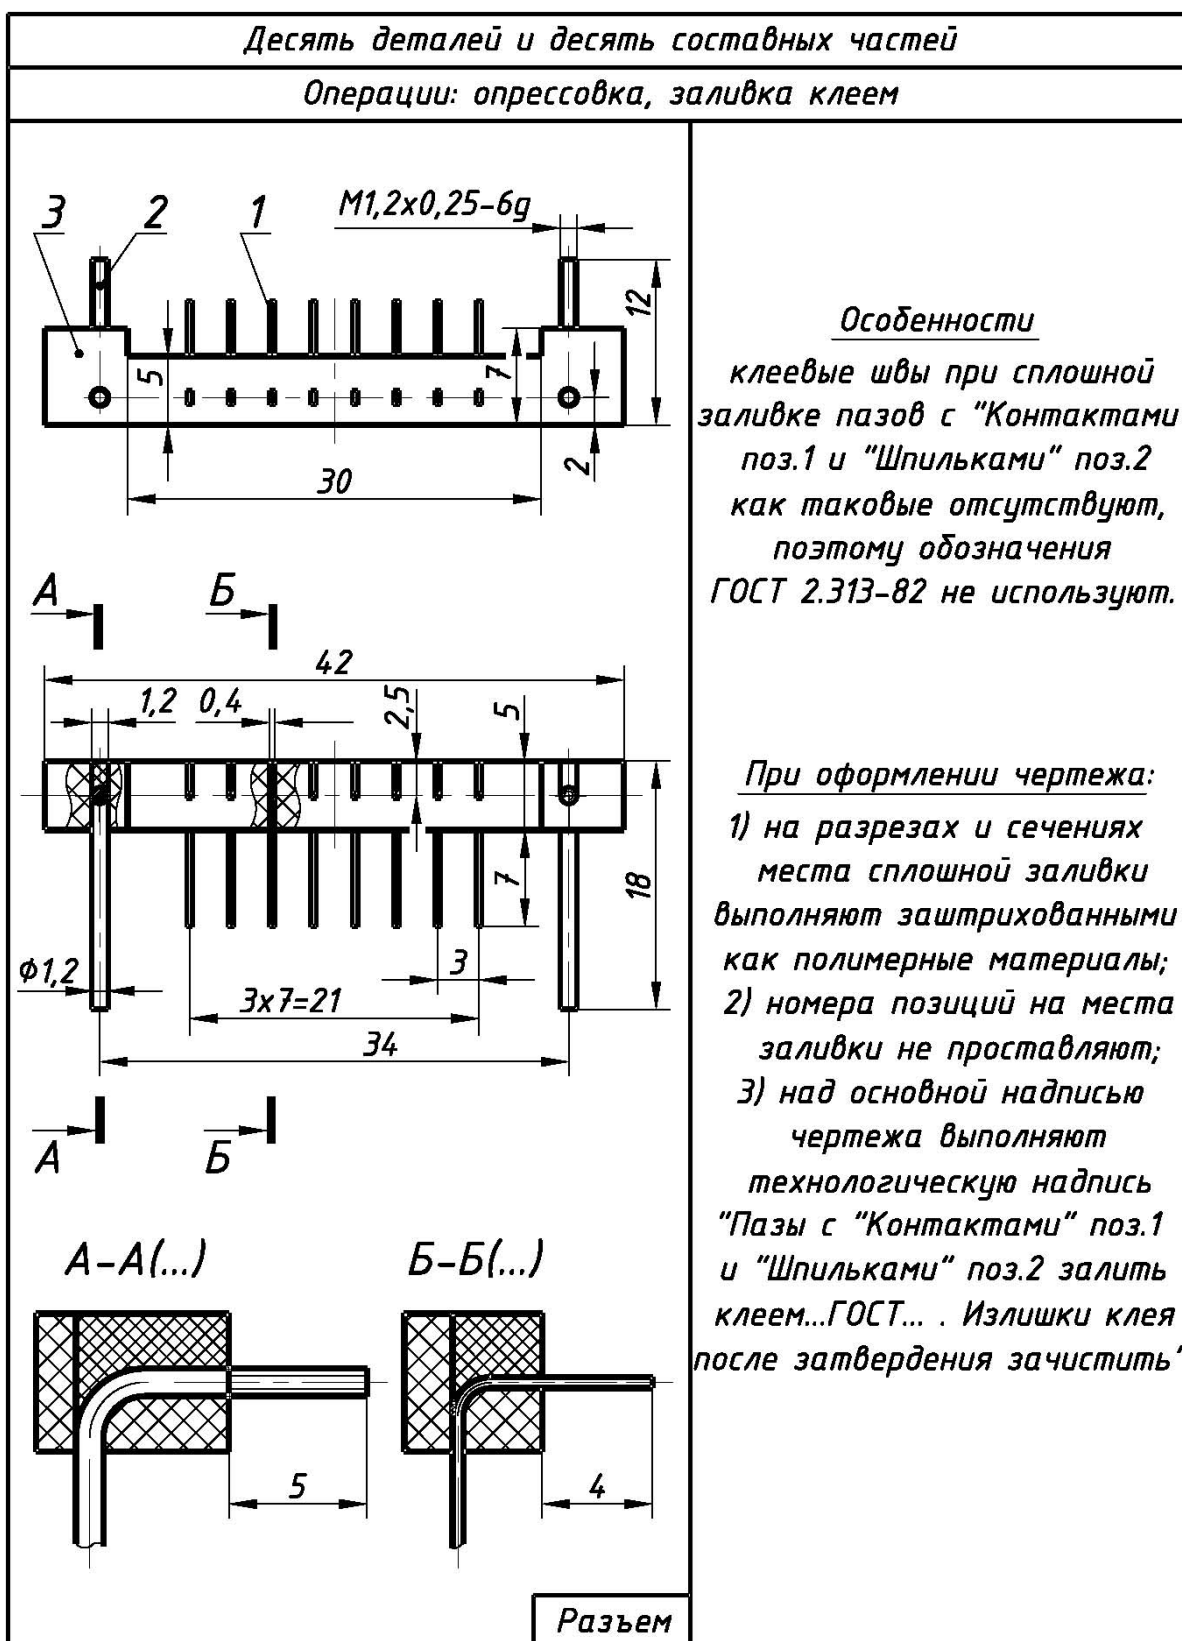 Десять деталей и десять составных частей
Операции: опрессовка, заливка клеем
3
2
1
М1,2х0,25-6g
12
5
7
2
30
А
Б
42
1,2
0,4
2,5
5
18
7
ϕ1,2
3
3х7=21
34
А
Б
А-А(...)
Б-Б(...)
5
4
Разъем
Особенности
клеевые швы при сплошной
заливке пазов с "Контактами
поз.1 и "Шпильками" поз.2
как таковые отсутствуют,
поэтому обозначения
ГОСТ 2.313-82 не используют.
При оформлении чертежа:
1) на разрезах и сечениях
места сплошной заливки
выполняют заштрихованными
как полимерные материалы;
2) номера позиций на места
заливки не проставляют;
3) над основной надписью
чертежа выполняют
технологическую надпись
"Пазы с "Контактами" поз.1
и "Шпильками" поз.2 залить
клеем...ГОСТ... . Излишки клея
после затвердения зачистить"